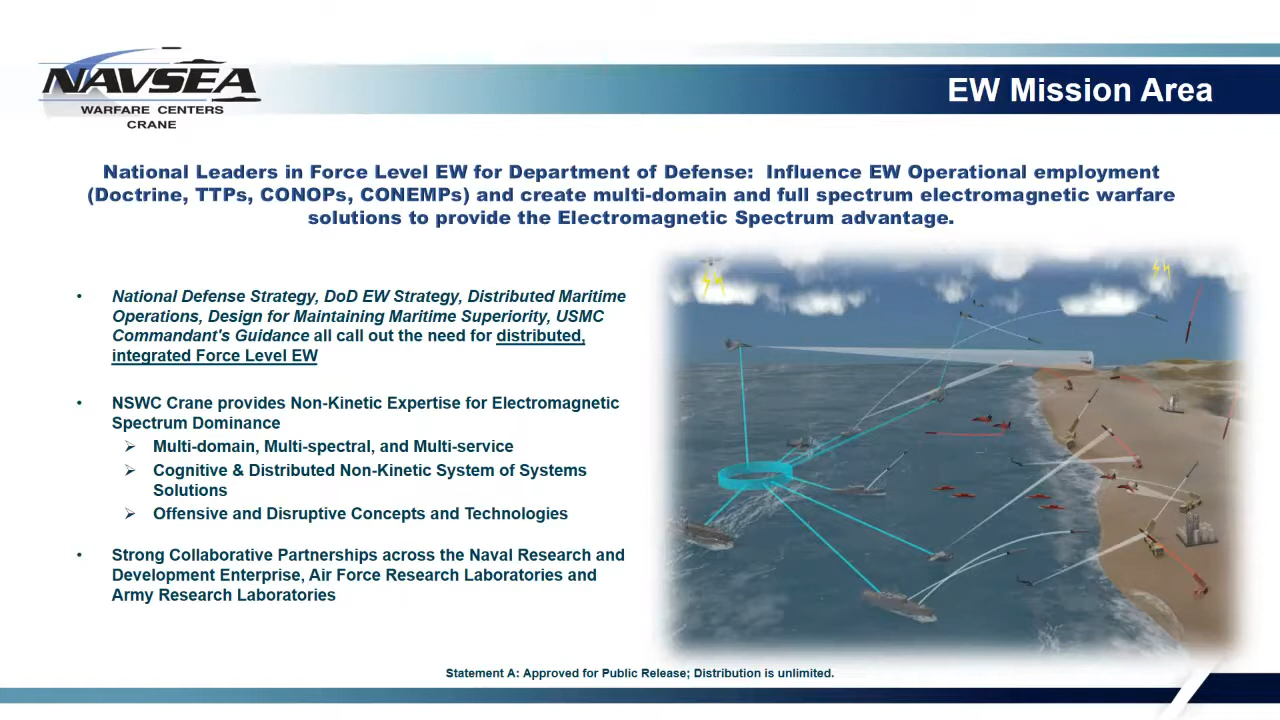 NAVSEA
WARFARE CENTERS
CRANE
EW Mission Area
National Leaders in Force Level EW for Department of Defense:  Influence EW Operational employment
(Doctrine, TTPs, CONOPs, CONEMPs) and create multi-domain and full spectrum electromagnetic warfare
solutions to provide the Electromagnetic Spectrum advantage.
• National Defense Strategy, DoD EW Strategy, Distributed Maritime
Operations, Design for Maintaining Maritime Superiority, USMC
Commandant's Guidance all call out the need for distributed,
integrated Force Level EW
• NSWC Crane provides Non-Kinetic Expertise for Electromagnetic
Spectrum Dominance
➢ Multi-domain, Multi-spectral, and Multi-service
➢ Cognitive & Distributed Non-Kinetic System of Systems
Solutions
➢ Offensive and Disruptive Concepts and Technologies
• Strong Collaborative Partnerships across the Naval Research and
Development Enterprise, Air Force Research Laboratories and
Army Research Laboratories
Statement A: Approved for Public Release; Distribution is unlimited.